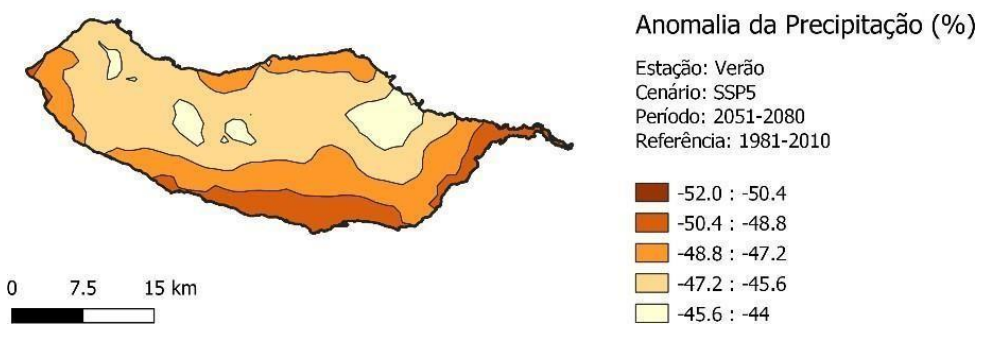 Anomalia da Precipitação (%)
Estação: Verão
Cenário: SSP5
Período: 2051-2080
Referência: 1981-2010
-52.0 : -50.4
-50.4 : -48.8
-48.8 : -47.2
-47.2 : -45.6
-45.6 : -44
0 7.5 15 km